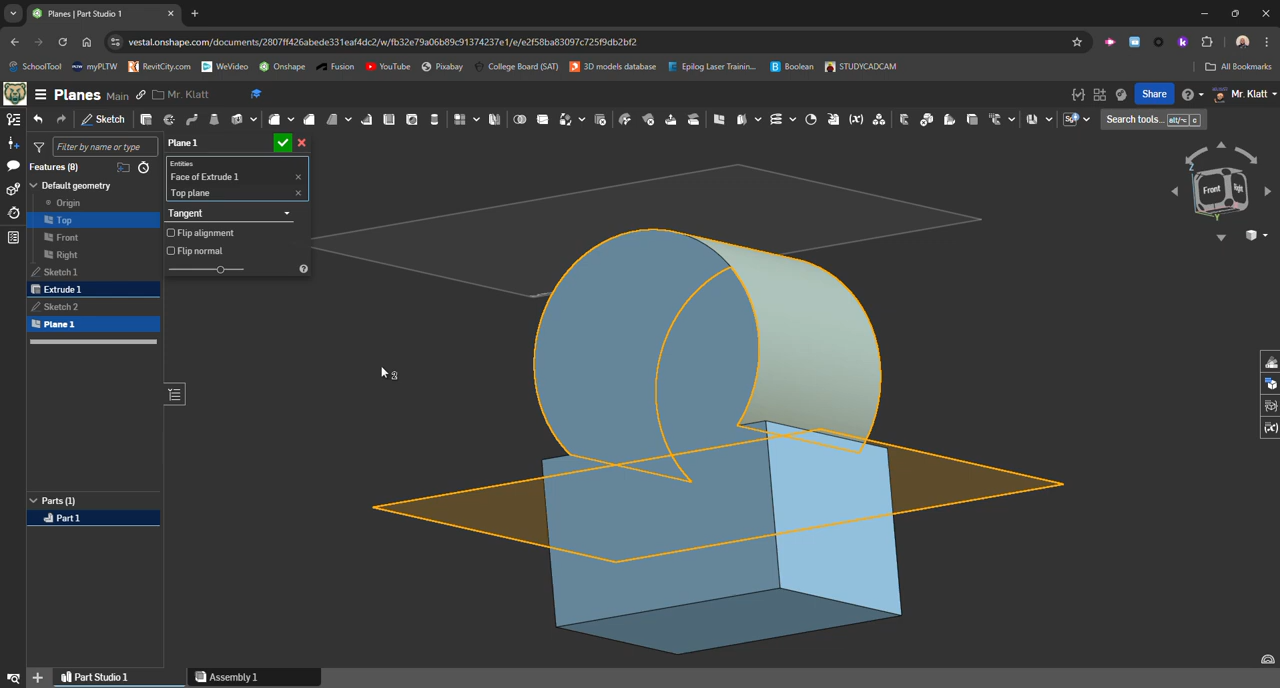 Planes | Part Studio 1
vestal.onshape.com/documents/2807ff426abede331eaf4dc2/w/fb32e79a06b89c91374237e1/e/e2f58ba83097c725f9db2bf2
SchoolTool myPLTW RevitCity.com WeVideo Onshape Fusion YouTube Pixabay College Board (SAT) 3D models database Epilog Laser Trainin... Boolean STUDYCADCAM All Bookmarks
Planes Main Mr. Klatt Share Mr. Klatt
Sketch Search tools... alt/⌥ c
Filter by name or type
Features (8)
Default geometry
Origin
Top
Front
Right
Sketch 1
Extrude 1
Sketch 2
Plane 1
Plane 1
Entities
Face of Extrude 1
Top plane
Tangent
Flip alignment
Flip normal
Z
Front
Right
Y
2
Parts (1)
Part 1
Part Studio 1
Assembly 1